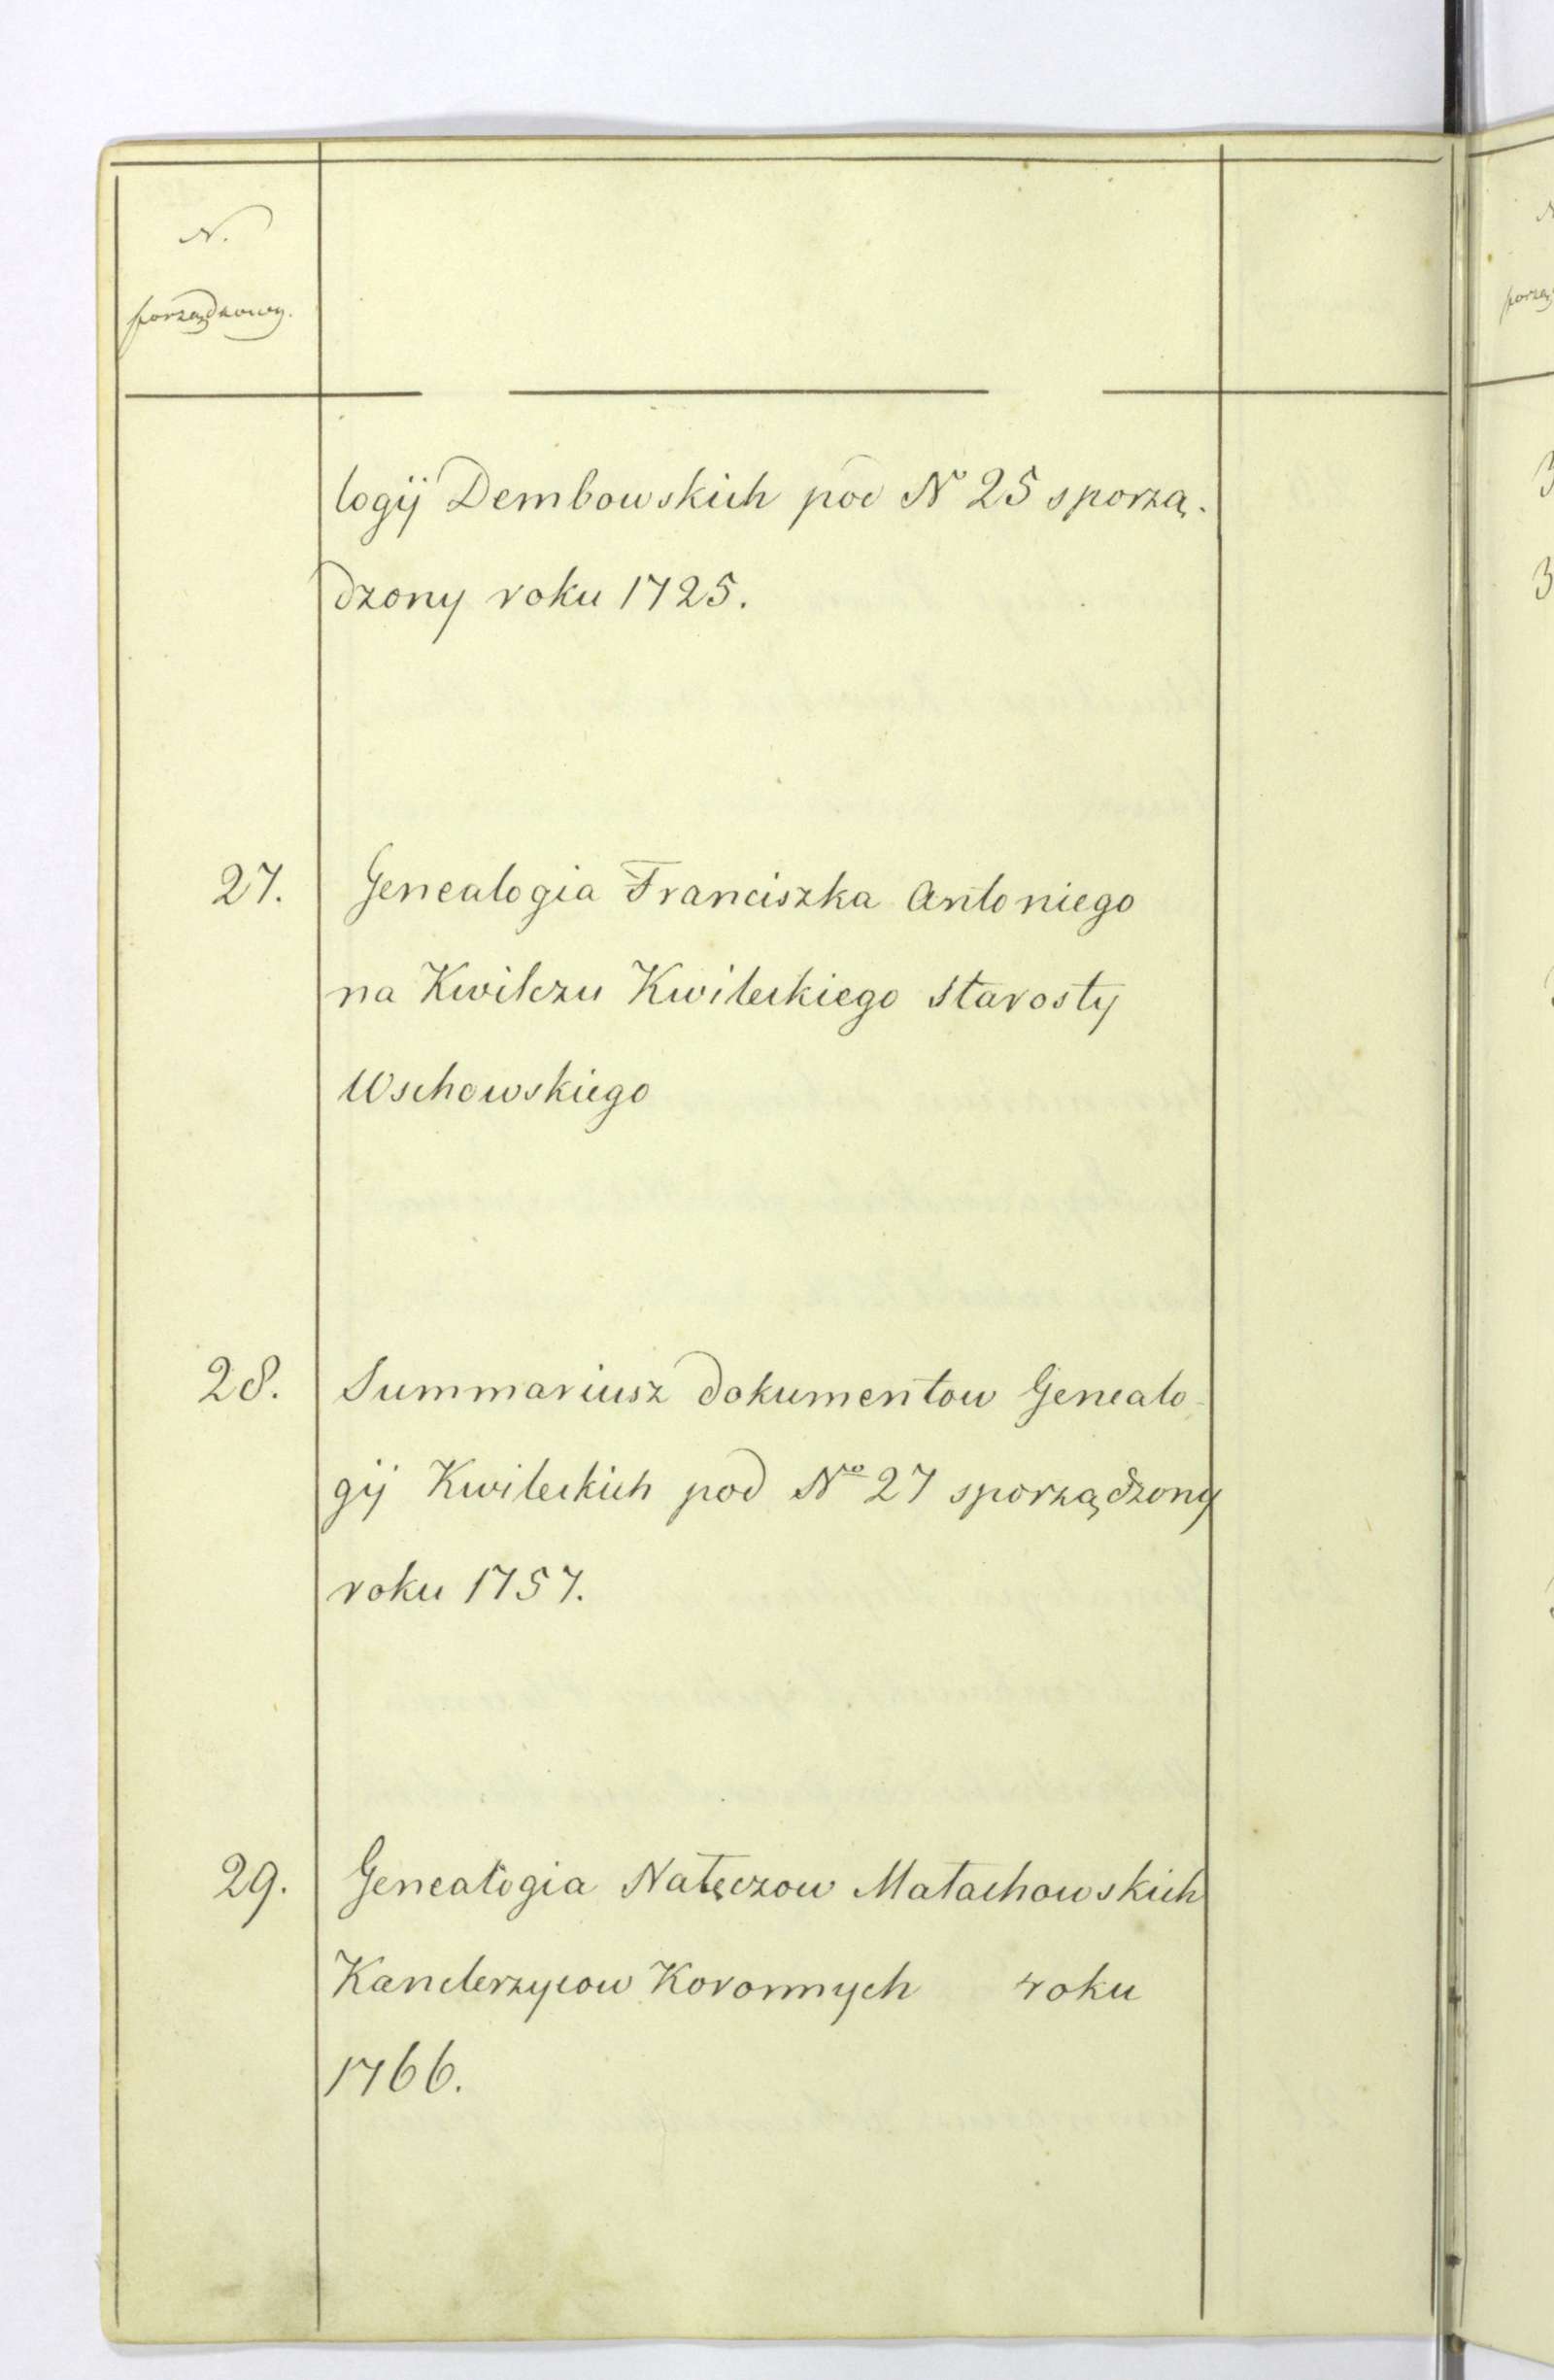 N.
porządkowy.
logij Dembowskich pod No 25 sporzą-
dzony roku 1725.
27. Genealogia Franciszka Antoniego
na Kwilczu Kwileckiego Starosty
Wschowskiego
28. Summariusz dokumentow Genealo-
gij Kwileckich pod No 27 sporządzony
roku 1757.
29. Genealogia Nałęczow Małachowskich
Kanclerzycow Koronnych roku
1766.